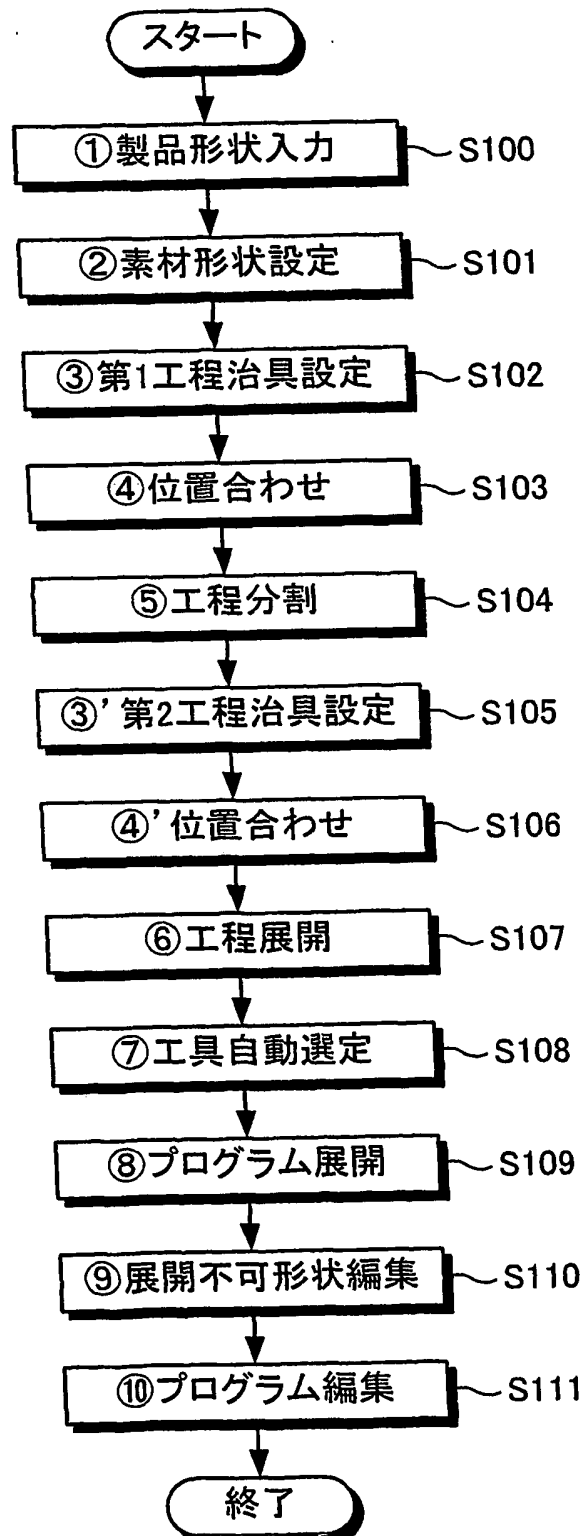 スタート
①製品形状入力 S100
②素材形状設定 S101
③第1工程治具設定 S102
④位置合わせ S103
⑤工程分割 S104
③'第2工程治具設定 S105
④'位置合わせ S106
⑥工程展開 S107
⑦工具自動選定 S108
⑧プログラム展開 S109
⑨展開不可形状編集 S110
⑩プログラム編集 S111
終了